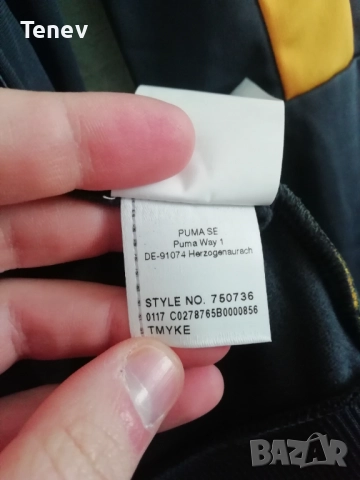 Tenev
PUMA SE
Puma Way 1
DE-91074 Herzogenaurach
STYLE NO. 750736
0117 C0278765B0000856
TMYKE
BAZAR